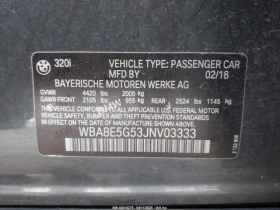 320i
VEHICLE TYPE: PASSENGER CAR
MFD BY 02/18
BAYERISCHE MOTOREN WERKE AG
GVWR 4420 lbs 2005 kg
GAWR FRONT 2105 lbs 955 kg GAWR REAR 2524 lbs 1145 kg
THIS VEHICLE CONFORMS TO ALL APPLICABLE
FEDERAL MOTOR VEHICLE SAFETY, BUMPER,
AND THEFT PREVENTION STANDARDS IN EFFECT
ON THE DATE OF MANUFACTURE SHOWN ABOVE.
WBA8E5G53JNV03333